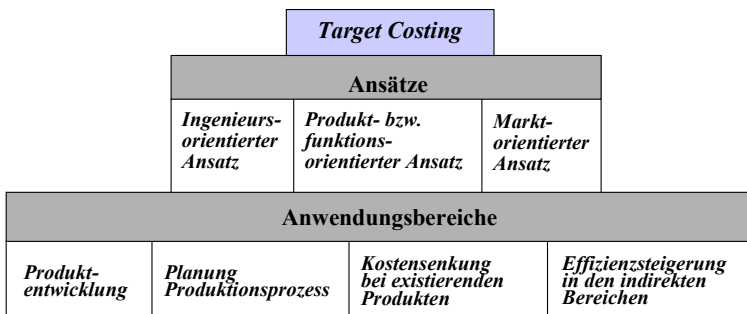 Target Costing
Ansätze
Ingenieurs-
orientierter
Ansatz
Produkt- bzw.
funktions-
orientierter Ansatz
Markt-
orientierter
Ansatz
Anwendungsbereiche
Produkt-
entwicklung
Planung
Produktionsprozess
Kostensenkung
bei existierenden
Produkten
Effizienzsteigerung
in den indirekten
Bereichen